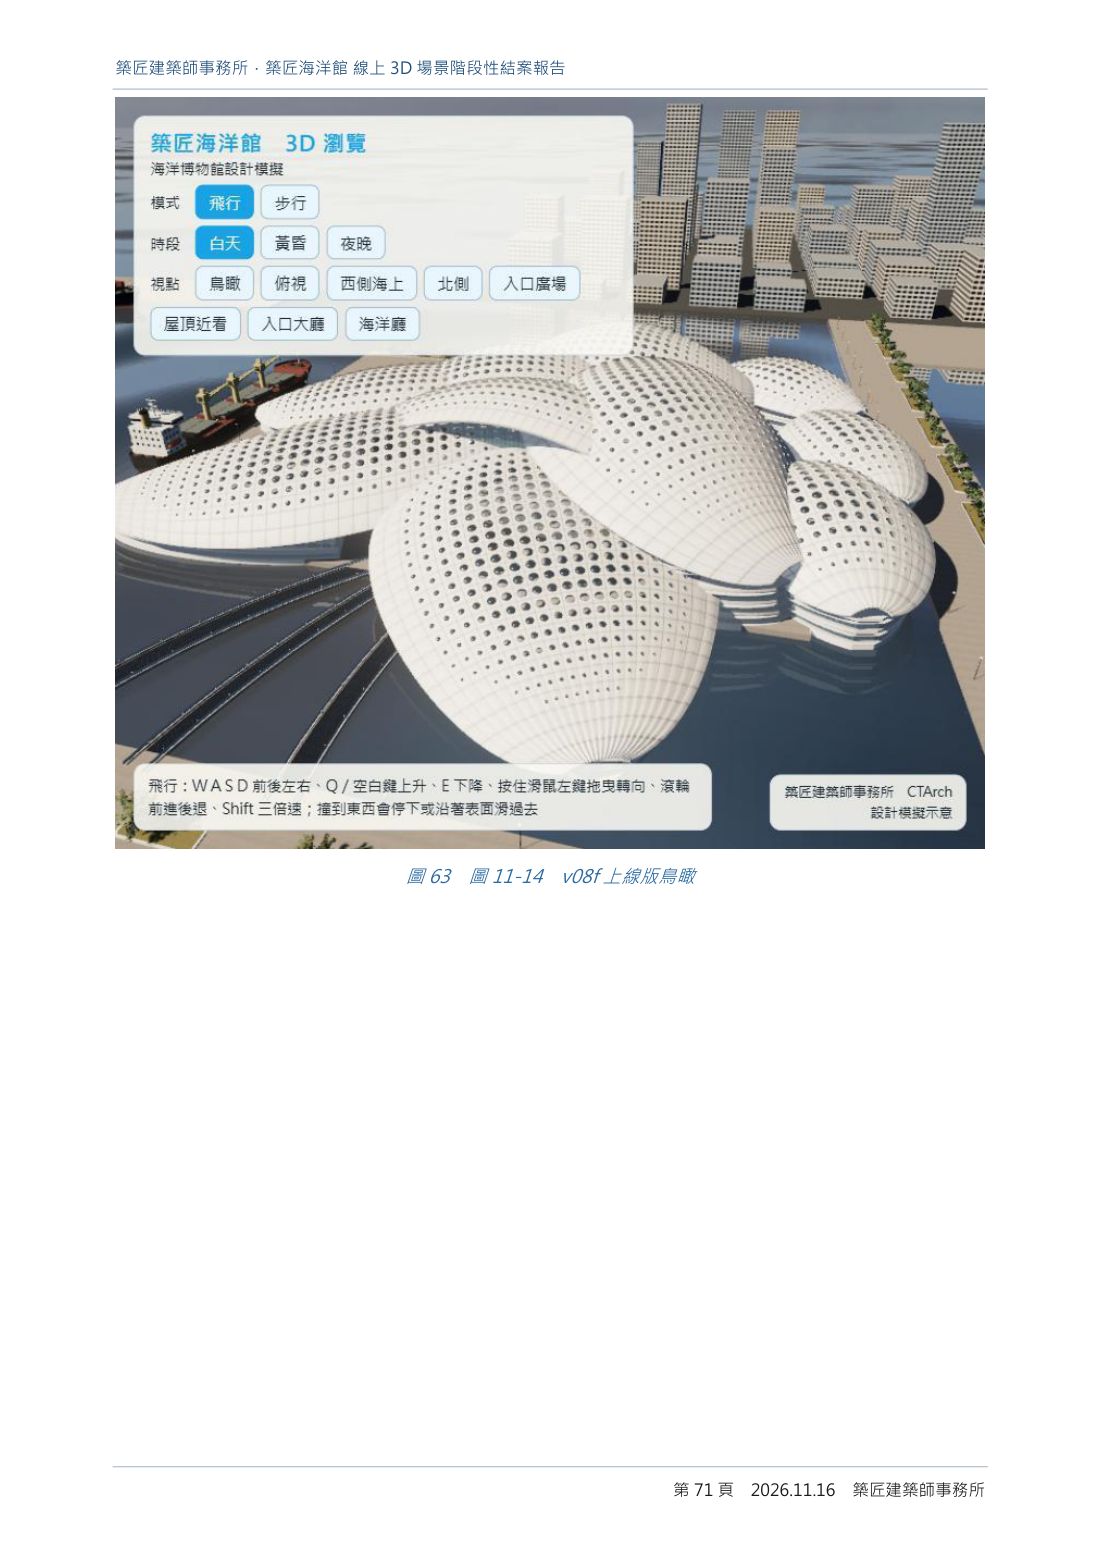 築匠建築師事務所．築匠海洋館 線上 3D 場景階段性結案報告
築匠海洋館　3D 瀏覽
海洋博物館設計模擬
模式 飛行 步行
時段 白天 黃昏 夜晚
視點 鳥瞰 俯視 西側海上 北側 入口廣場
屋頂近看 入口大廳 海洋廳
飛行：W A S D 前後左右、Q / 空白鍵上升、E 下降、按住滑鼠左鍵拖曳轉向、滾輪
前進後退、Shift 三倍速；撞到東西會停下或沿著表面滑過去
築匠建築師事務所　CTArch
設計模擬示意
圖 63　圖 11-14　v08f 上線版鳥瞰
第 71 頁　2026.11.16　築匠建築師事務所